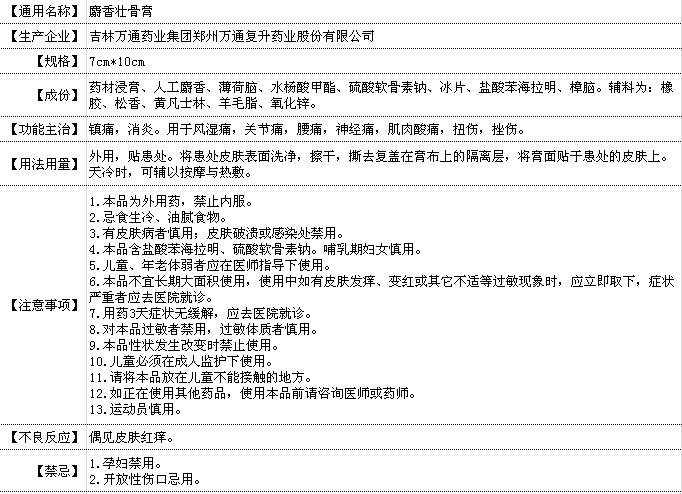 【通用名称】 麝香壮骨膏
【生产企业】 吉林万通药业集团郑州万通复升药业股份有限公司
【规格】 7cm*10cm
【成份】 药材浸膏、人工麝香、薄荷脑、水杨酸甲酯、硫酸软骨素钠、冰片、盐酸苯海拉明、樟脑。辅料为：橡
胶、松香、黄凡士林、羊毛脂、氧化锌。
【功能主治】 镇痛，消炎。用于风湿痛，关节痛，腰痛，神经痛，肌肉酸痛，扭伤，挫伤。
【用法用量】 外用，贴患处。将患处皮肤表面洗净，擦干，撕去复盖在膏布上的隔离层，将膏面贴于患处的皮肤上。
天冷时，可辅以按摩与热敷。
【注意事项】 1.本品为外用药，禁止内服。
2.忌食生冷、油腻食物。
3.有皮肤病者慎用；皮肤破溃或感染处禁用。
4.本品含盐酸苯海拉明、硫酸软骨素钠。哺乳期妇女慎用。
5.儿童、年老体弱者应在医师指导下使用。
6.本品不宜长期大面积使用，使用中如有皮肤发痒、变红或其它不适等过敏现象时，应立即取下，症状
严重者应去医院就诊。
7.用药3天症状无缓解，应去医院就诊。
8.对本品过敏者禁用，过敏体质者慎用。
9.本品性状发生改变时禁止使用。
10.儿童必须在成人监护下使用。
11.请将本品放在儿童不能接触的地方。
12.如正在使用其他药品，使用本品前请咨询医师或药师。
13.运动员慎用。
【不良反应】 偶见皮肤红痒。
【禁忌】 1.孕妇禁用。
2.开放性伤口忌用。